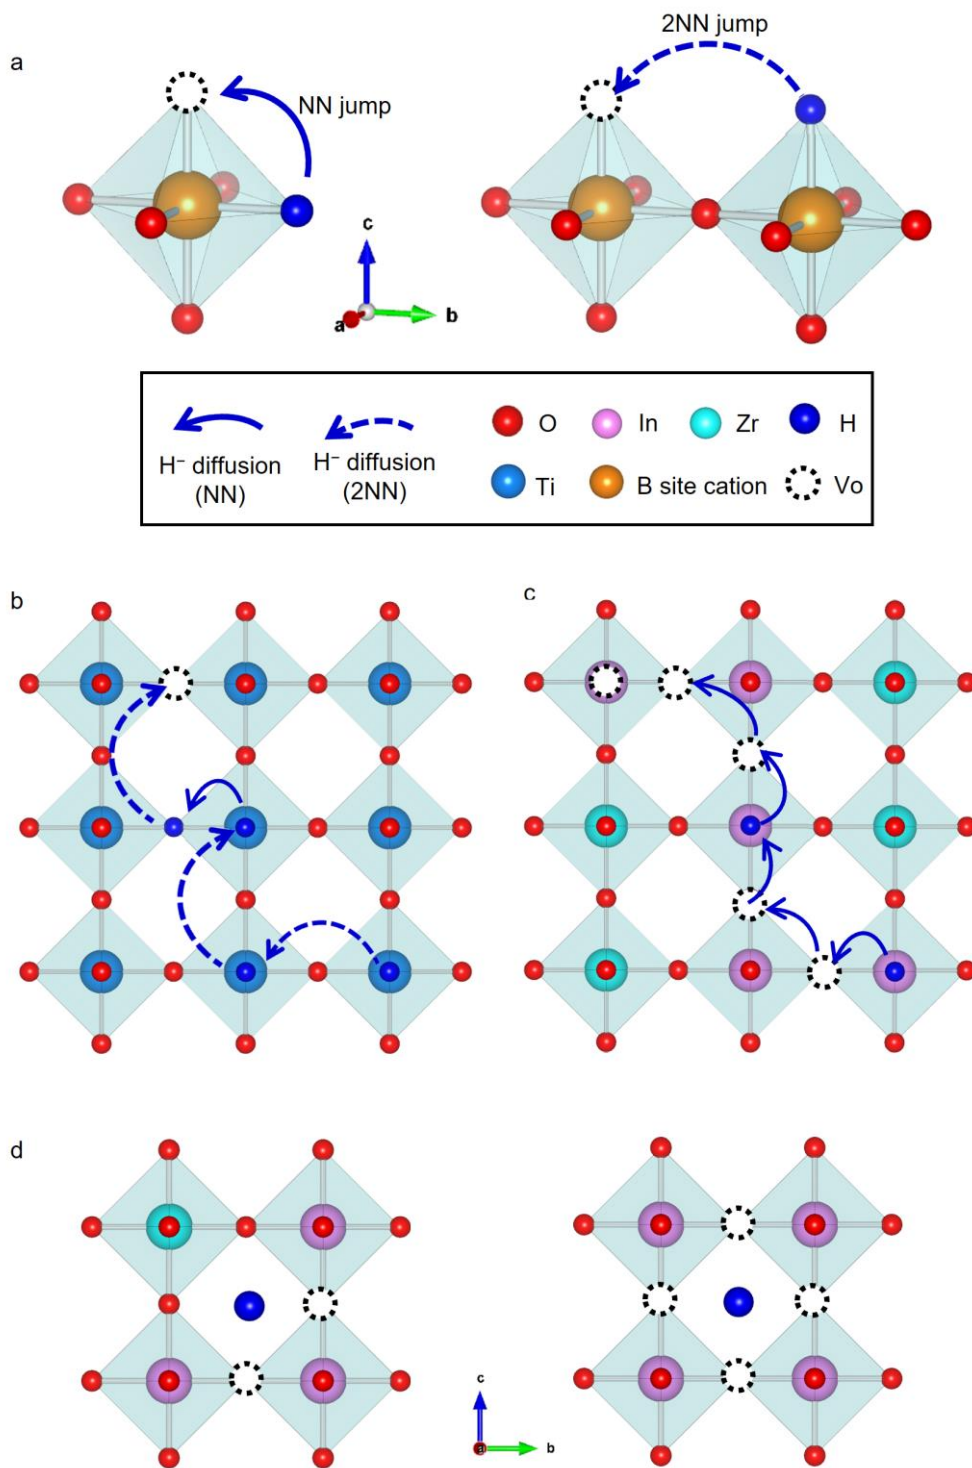 a
NN jump
2NN jump
c
a
b
H⁻ diffusion
(NN)
H⁻ diffusion
(2NN)
O
In
Zr
H
Ti
B site cation
Vo
b
c
d
c
a
b